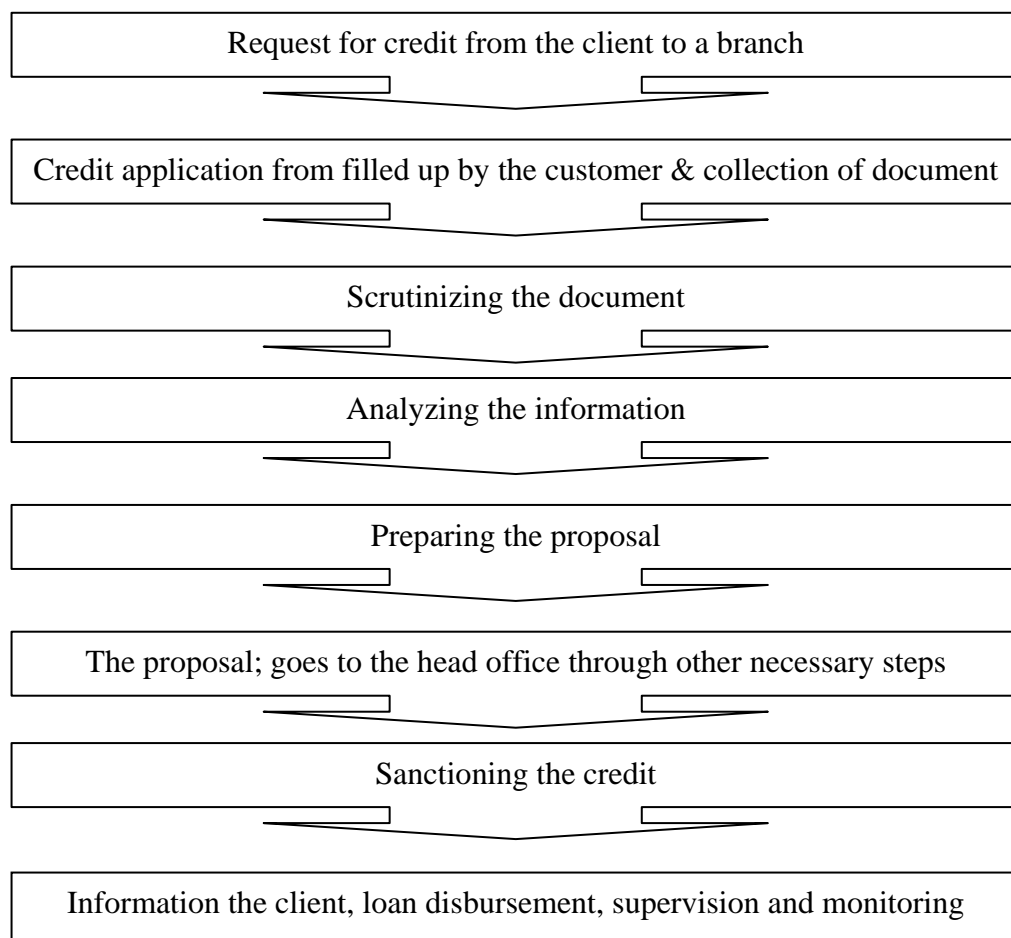 Request for credit from the client to a branch
Credit application from filled up by the customer & collection of document
Scrutinizing the document
Analyzing the information
Preparing the proposal
The proposal; goes to the head office through other necessary steps
Sanctioning the credit
Information the client, loan disbursement, supervision and monitoring